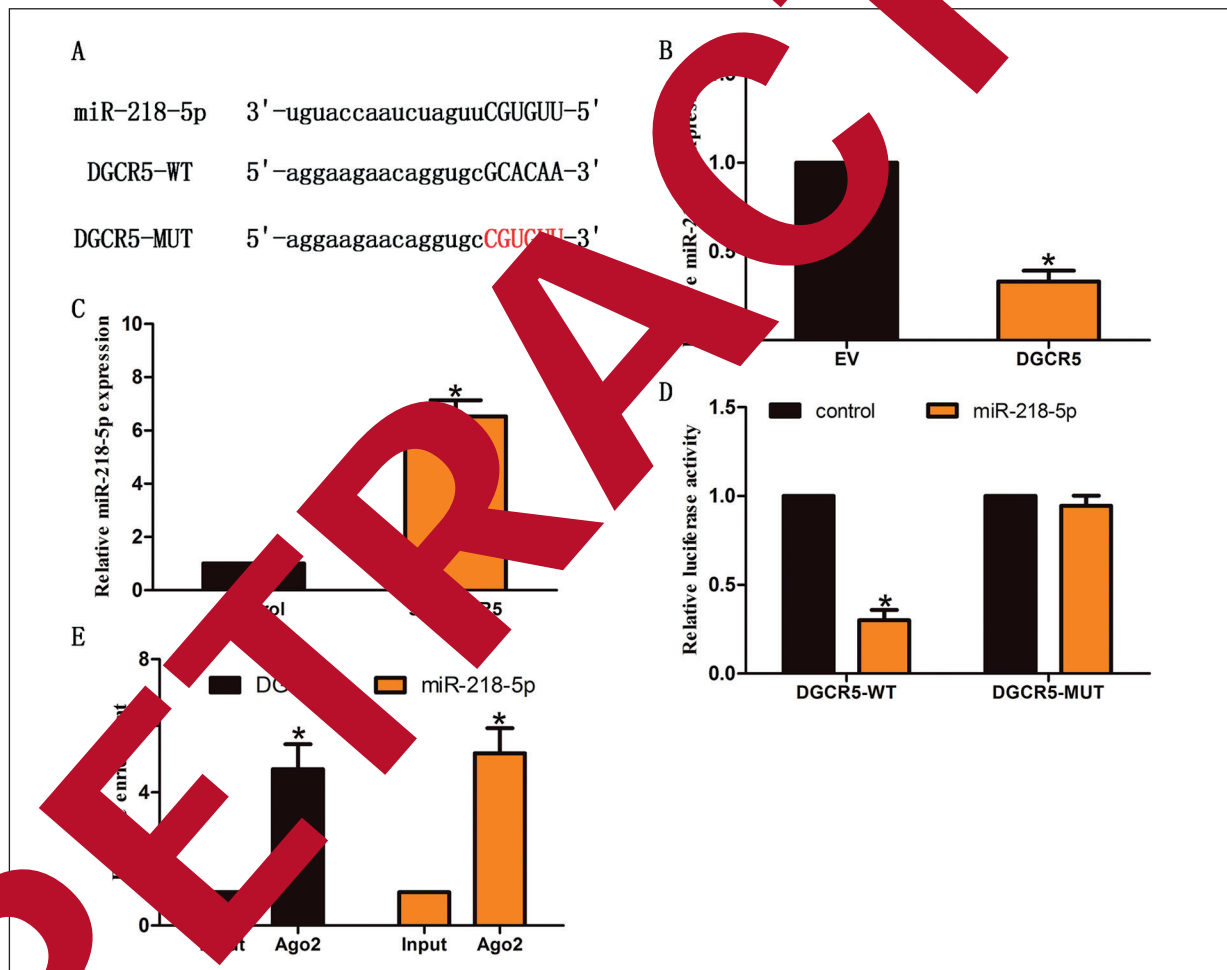 A
miR-218-5p 3'-uguaccaaucuaguuCGUGUU-5'
DGCR5-WT 5'-aggaagaacaggugcGCACAA-3'
DGCR5-MUT 5'-aggaagaacaggugcCGUGUU-3'
B
1.0
0.5
*
EV DGCR5
C
Relative miR-218-5p expression
10
8
6
4
2
0
*
D
Relative luciferase activity
control miR-218-5p
1.5
1.0
0.5
0.0
*
DGCR5-WT DGCR5-MUT
E
8
4
0
miR-218-5p
*
*
Ago2 Input Ago2
RETRACT